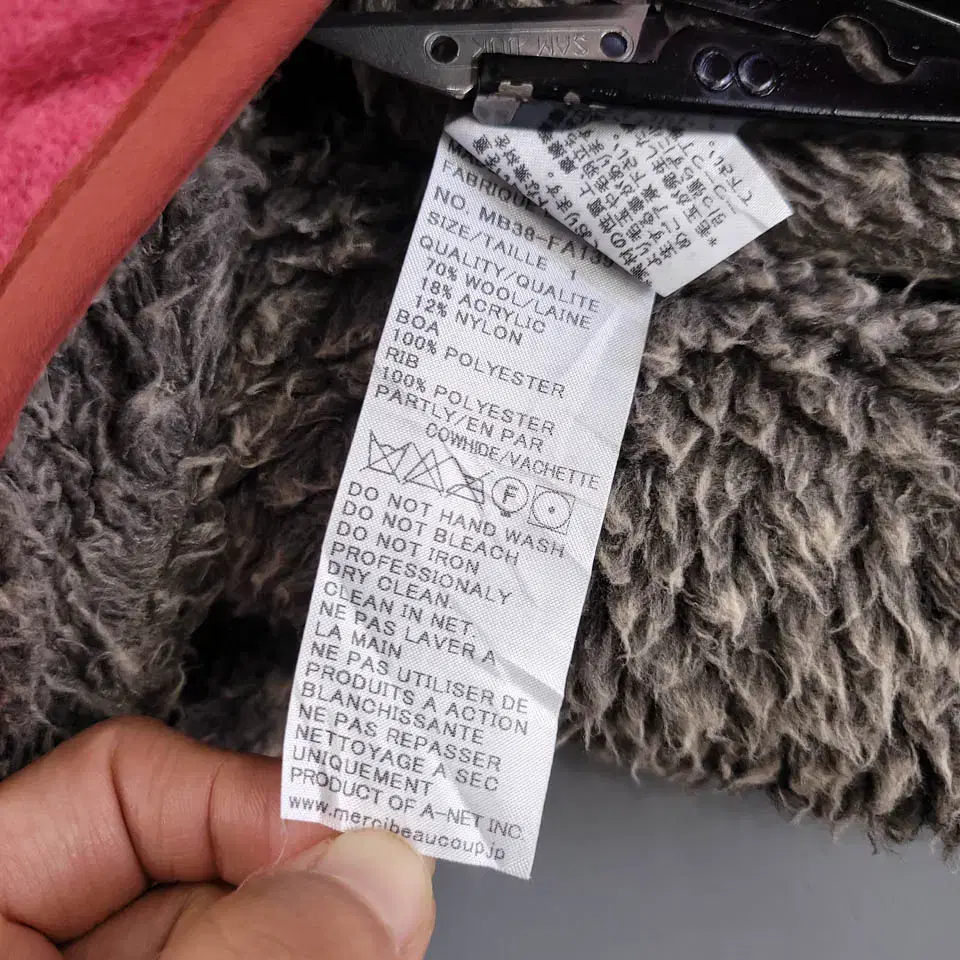 SAM-DUK
FABRIQUE
NO. MB38-FA130
SIZE/TAILLE 1
QUALITY/QUALITE
70% WOOL/LAINE
18% ACRYLIC
12% NYLON
BOA
100% POLYESTER
RIB
100% POLYESTER
PARTLY/EN PAR
COWHIDE/VACHETTE
F
DO NOT HAND WASH
DO NOT BLEACH
DO NOT IRON
PROFESSIONALY
DRY CLEAN.
CLEAN IN NET.
NE PAS LAVER A
LA MAIN
NE PAS UTILISER DE
PRODUITS A ACTION
BLANCHISSANTE
NE PAS REPASSER
NETTOYAGE A SEC
UNIQUEMENT
PRODUCT OF A-NET INC.
www.mercibeaucoup.jp